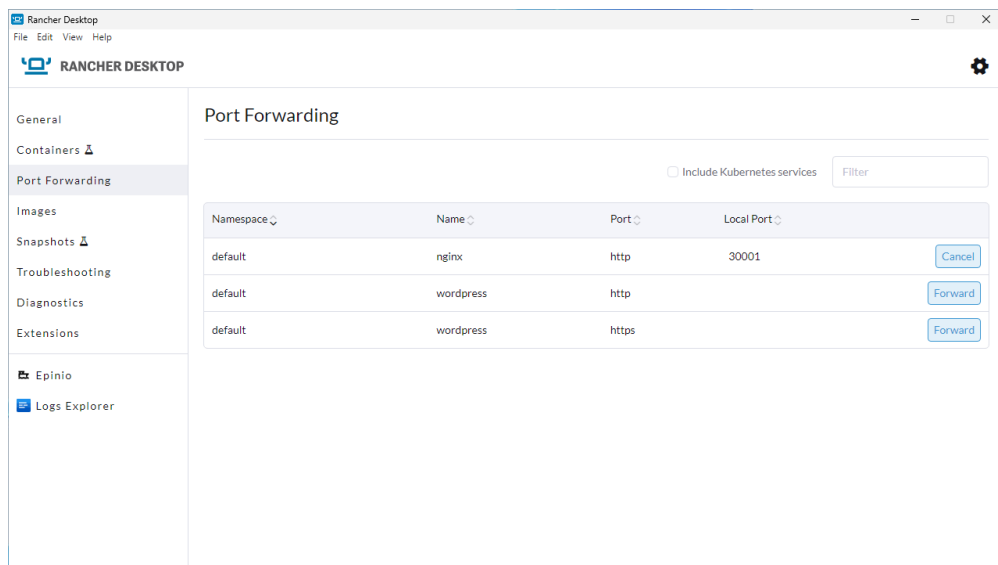 Rancher Desktop
File Edit View Help
RANCHER DESKTOP
General
Containers
Port Forwarding
Images
Snapshots
Troubleshooting
Diagnostics
Extensions
Epinio
Logs Explorer
Port Forwarding
Include Kubernetes services Filter
Namespace Name Port Local Port
default nginx http 30001 Cancel
default wordpress http Forward
default wordpress https Forward